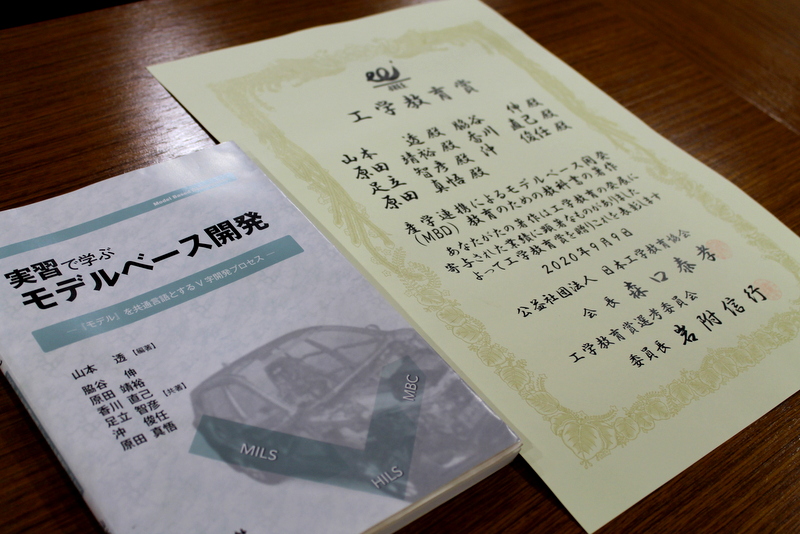 Model Based
実習で学ぶ
モデルベース開発
―「モデル」を共通言語とするV字開発プロセス―
山本 透 [編著]
脇谷 伸
原田 靖裕
香川 直己 [共著]
足立 智彦
沖 俊任
原田 真悟
MILS
HILS
MBC
工学教育賞
山本 透殿 脇谷 伸殿
原田 靖裕殿 香川 直己殿
足立 智彦殿 沖 俊任殿
原田 真悟殿
産学連携によるモデルベース開発
(MBD)教育のための教科書の著作
あなたがたの著作は工学教育の発展に
寄与された業績に顕著なものがありました
よって工学教育賞を贈りこれを表彰します
2020年9月9日
公益社団法人 日本工学教育協会
会長 森口泰孝
工学教育賞選考委員会
委員長 岩附信行